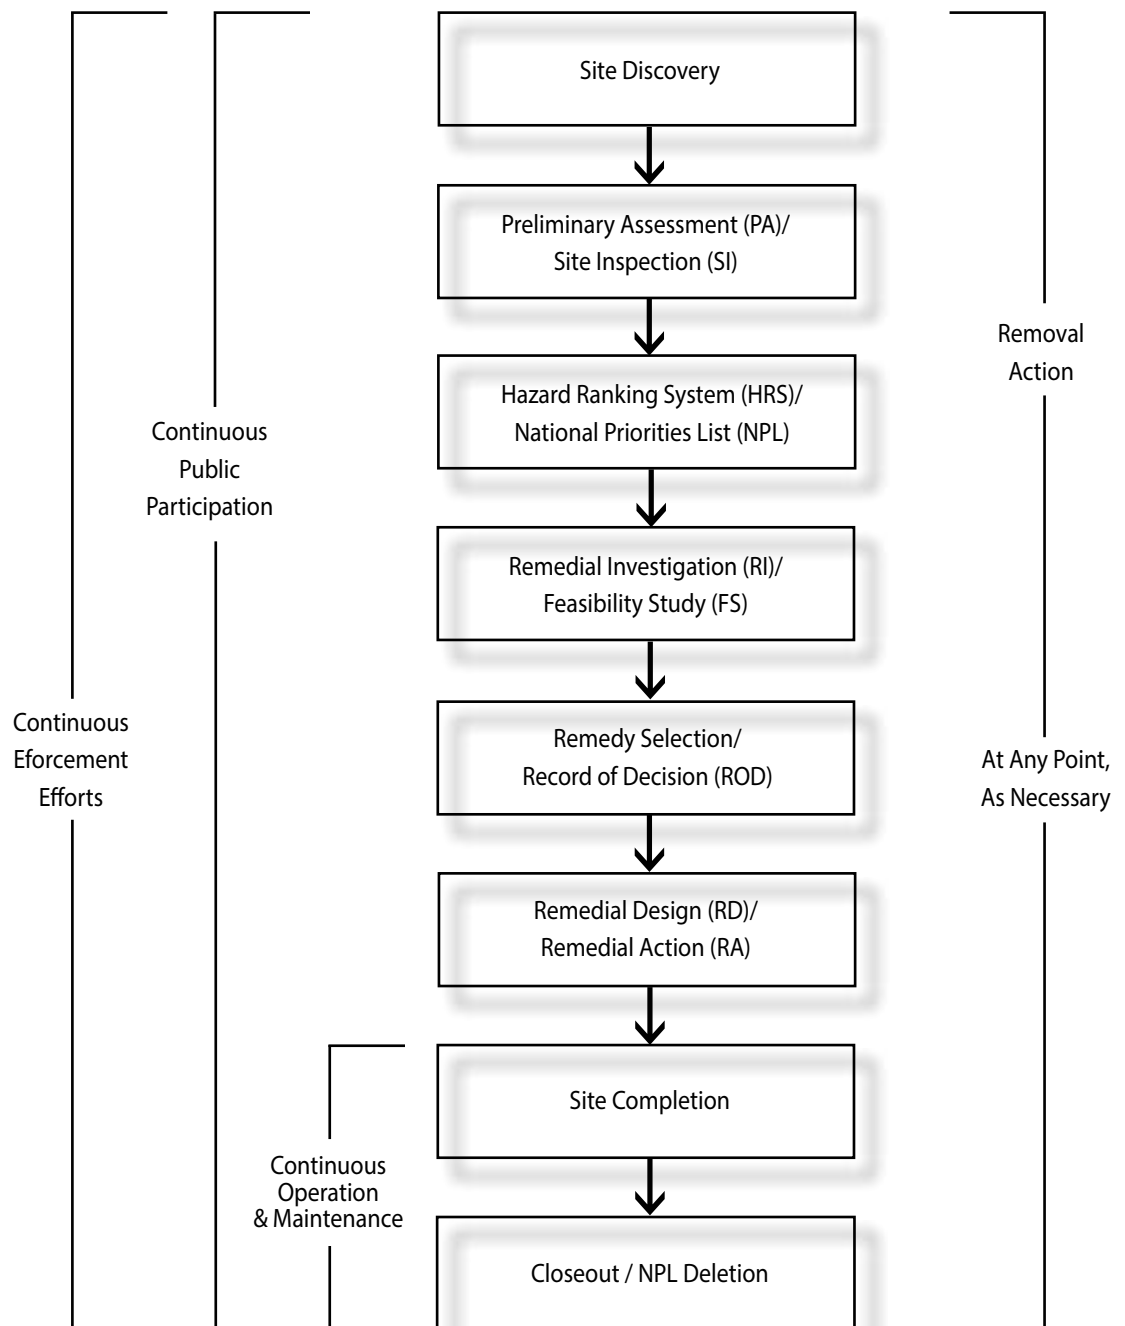 Site Discovery
Preliminary Assessment (PA)/
Site Inspection (SI)
Removal
Action
Hazard Ranking System (HRS)/
National Priorities List (NPL)
Continuous
Public
Participation
Remedial Investigation (RI)/
Feasibility Study (FS)
Continuous
Eforcement
Efforts
Remedy Selection/
Record of Decision (ROD)
At Any Point,
As Necessary
Remedial Design (RD)/
Remedial Action (RA)
Site Completion
Continuous
Operation
& Maintenance
Closeout / NPL Deletion